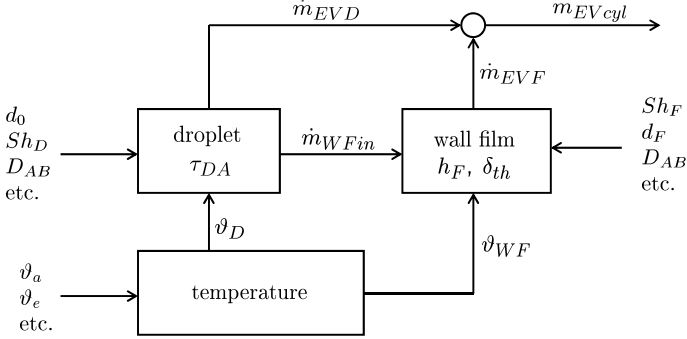 ṁ_EVD
m_EVcyl
ṁ_EVF
d_0
Sh_D
D_AB
etc.
droplet
τ_DA
ṁ_WFin
wall film
h_F, δ_th
Sh_F
d_F
D_AB
etc.
ϑ_D
ϑ_WF
ϑ_a
ϑ_e
etc.
temperature